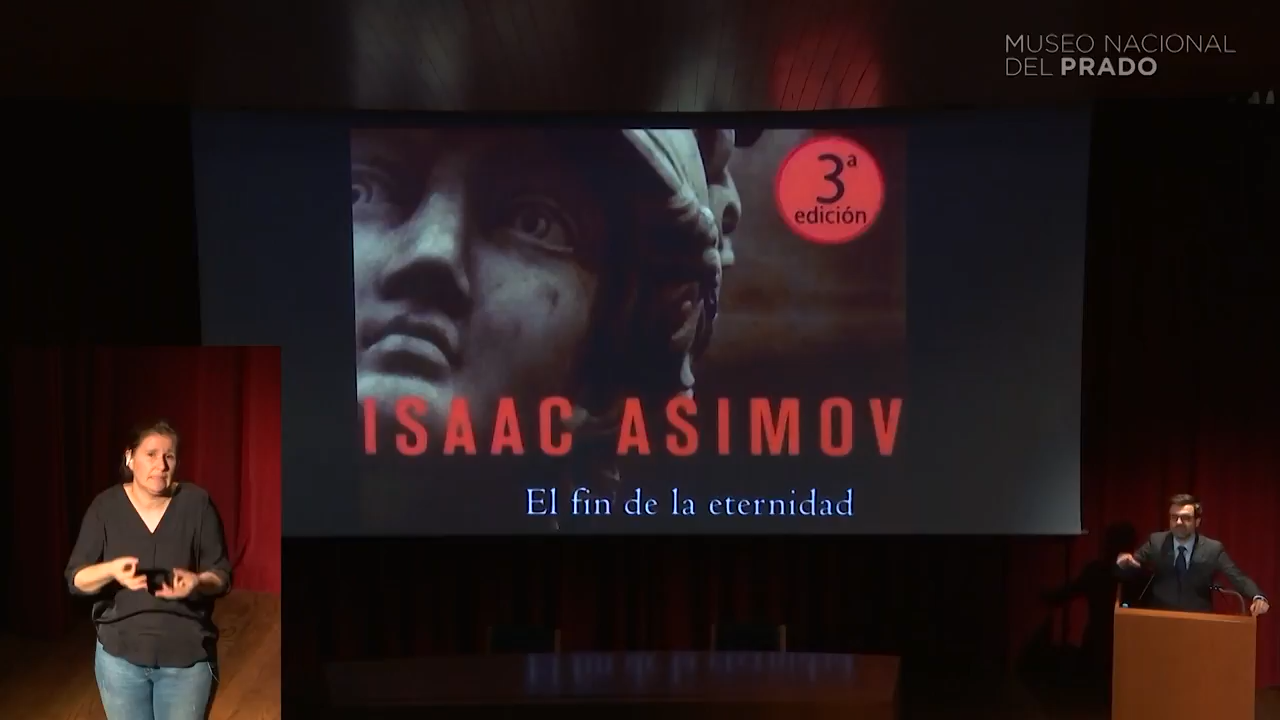 MUSEO NACIONAL
DEL PRADO
3ª
edición
ISAAC ASIMOV
El fin de la eternidad